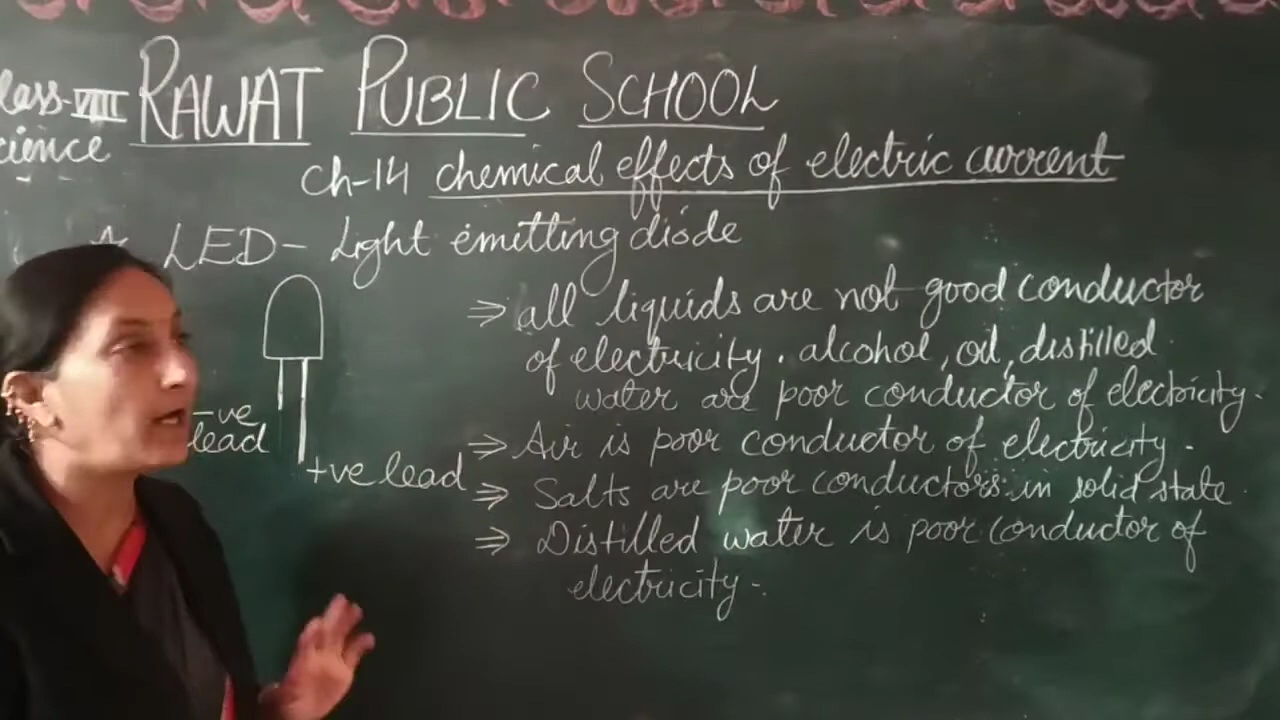 lass-VIII RAWAT PUBLIC SCHOOL
cience
ch-14 chemical effects of electric current
LED- Light emitting diode
⇒ all liquids are not good conductor
of electricity. alcohol, oil, distilled
water are poor conductor of electricity.
-ve
lead
+ve lead
⇒ Air is poor conductor of electricity.
⇒ Salts are poor conductors in solid state.
⇒ Distilled water is poor conductor of
electricity.